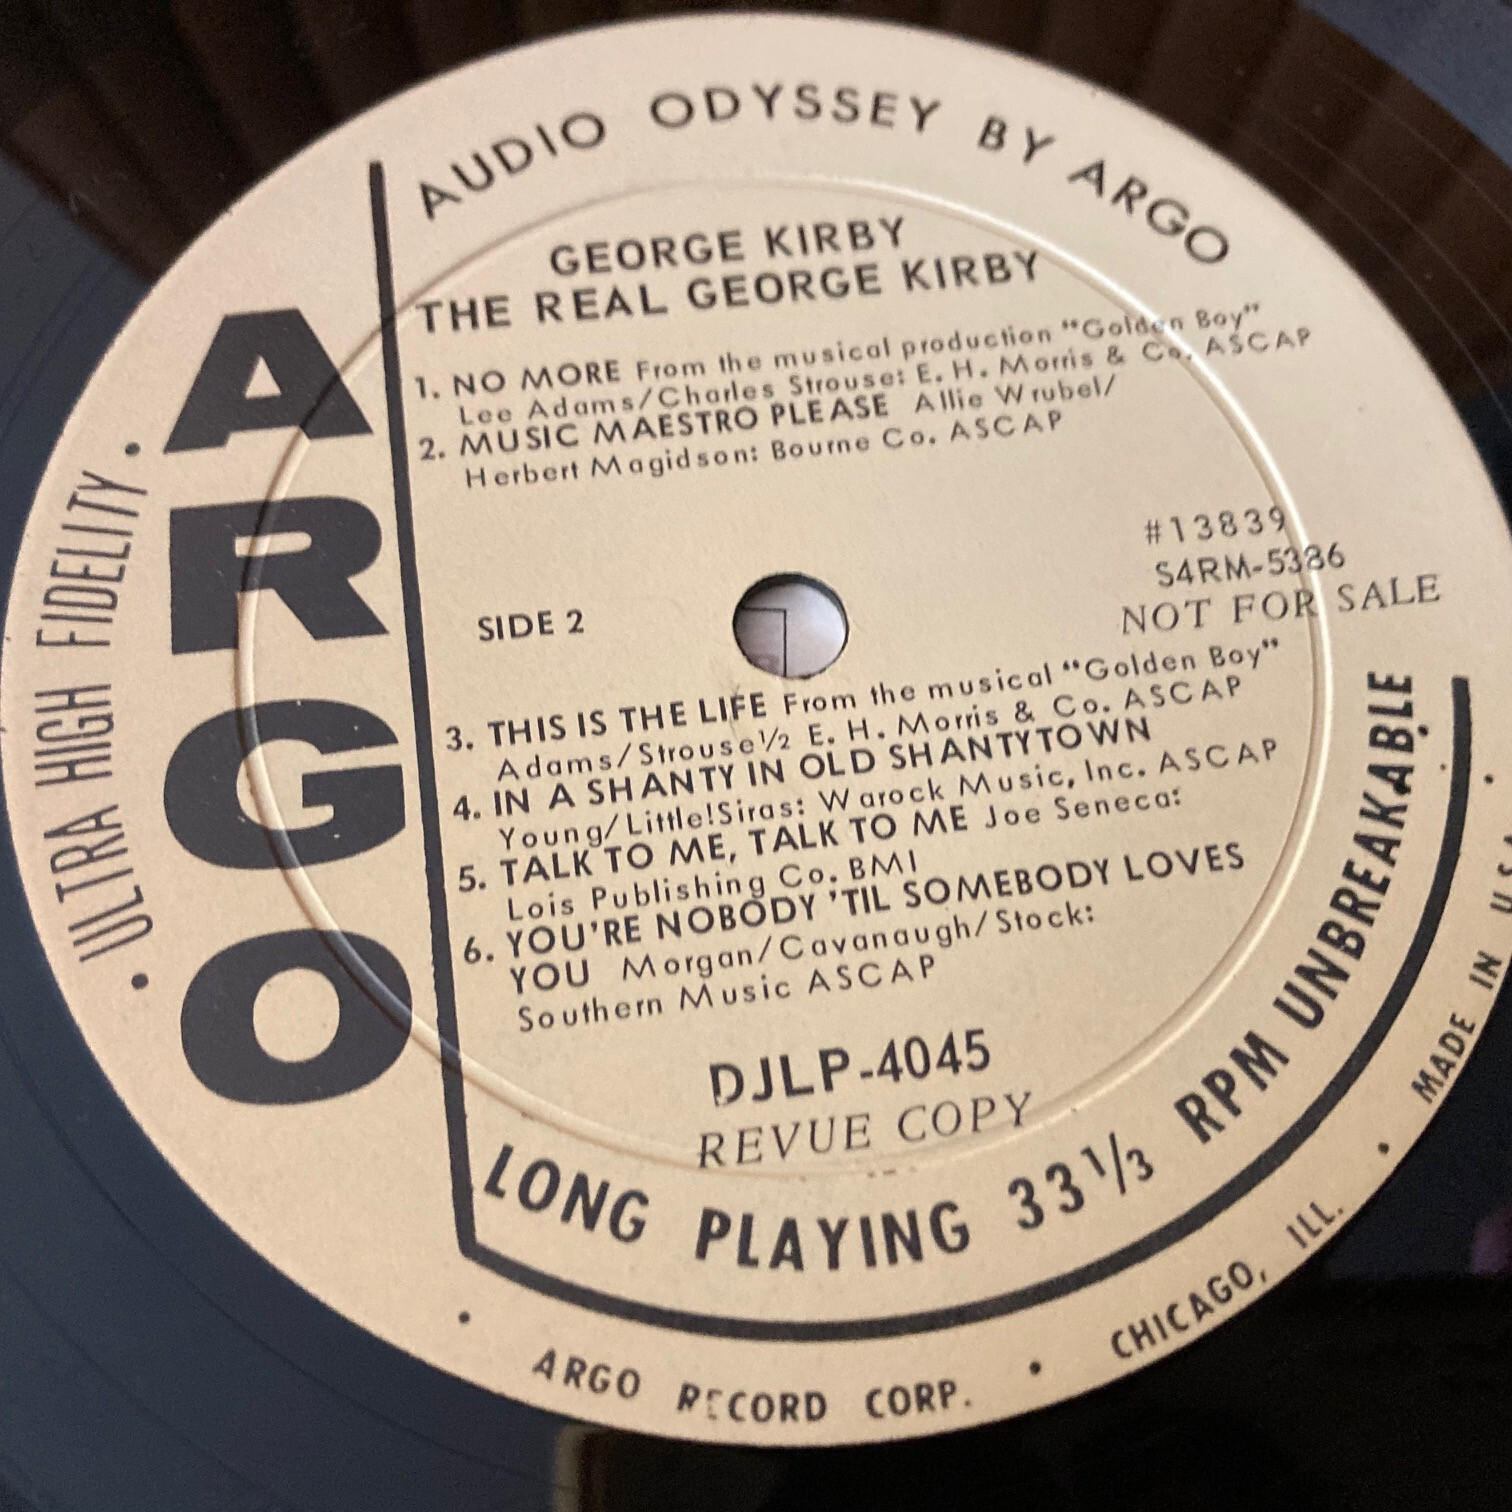 AUDIO ODYSSEY BY ARGO
ARGO
• ULTRA HIGH FIDELITY •
GEORGE KIRBY
THE REAL GEORGE KIRBY
1. NO MORE From the musical production "Golden Boy"
Lee Adams/Charles Strouse: E. H. Morris & Co. ASCAP
2. MUSIC MAESTRO PLEASE Allie Wrubel/
Herbert Magidson: Bourne Co. ASCAP
#13839
S4RM-5386
NOT FOR SALE
SIDE 2
3. THIS IS THE LIFE From the musical "Golden Boy"
Adams/Strouse½ E. H. Morris & Co. ASCAP
4. IN A SHANTY IN OLD SHANTYTOWN
Young/Little!Siras: Warock Music, Inc. ASCAP
5. TALK TO ME, TALK TO ME Joe Seneca:
Lois Publishing Co. BMI
6. YOU'RE NOBODY 'TIL SOMEBODY LOVES
YOU Morgan/Cavanaugh/Stock:
Southern Music ASCAP
DJLP-4045
REVUE COPY
LONG PLAYING 33 1/3 RPM UNBREAKABLE
• ARGO RECORD CORP. • CHICAGO, ILL. • MADE IN U.S.A. •